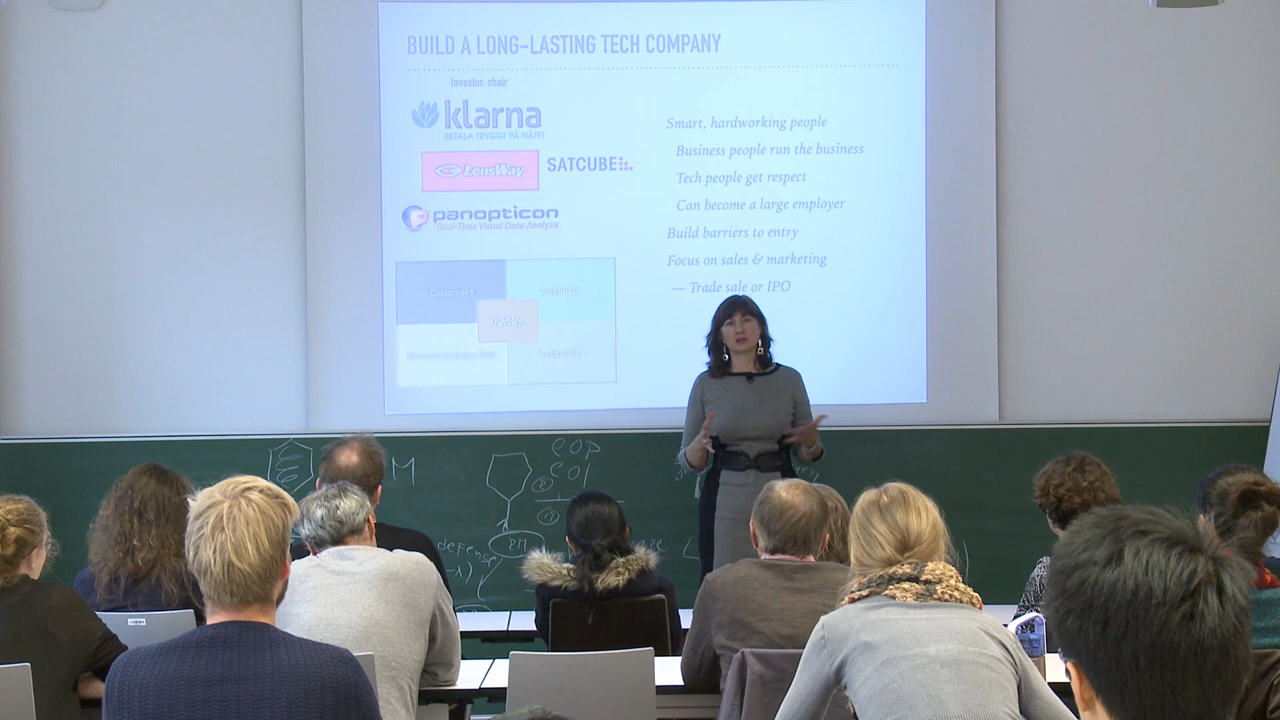 BUILD A LONG-LASTING TECH COMPANY
Investor, chair
klarna
BETALA TRYGGT PÅ NÄTET
LensWay
SATCUBE
panopticon
Real-Time Visual Data Analysis
Customers
Suppliers
Rivalry
Smart, hardworking people
Business people run the business
Tech people get respect
Can become a large employer
Build barriers to entry
Focus on sales & marketing
— Trade sale or IPO
M
defense